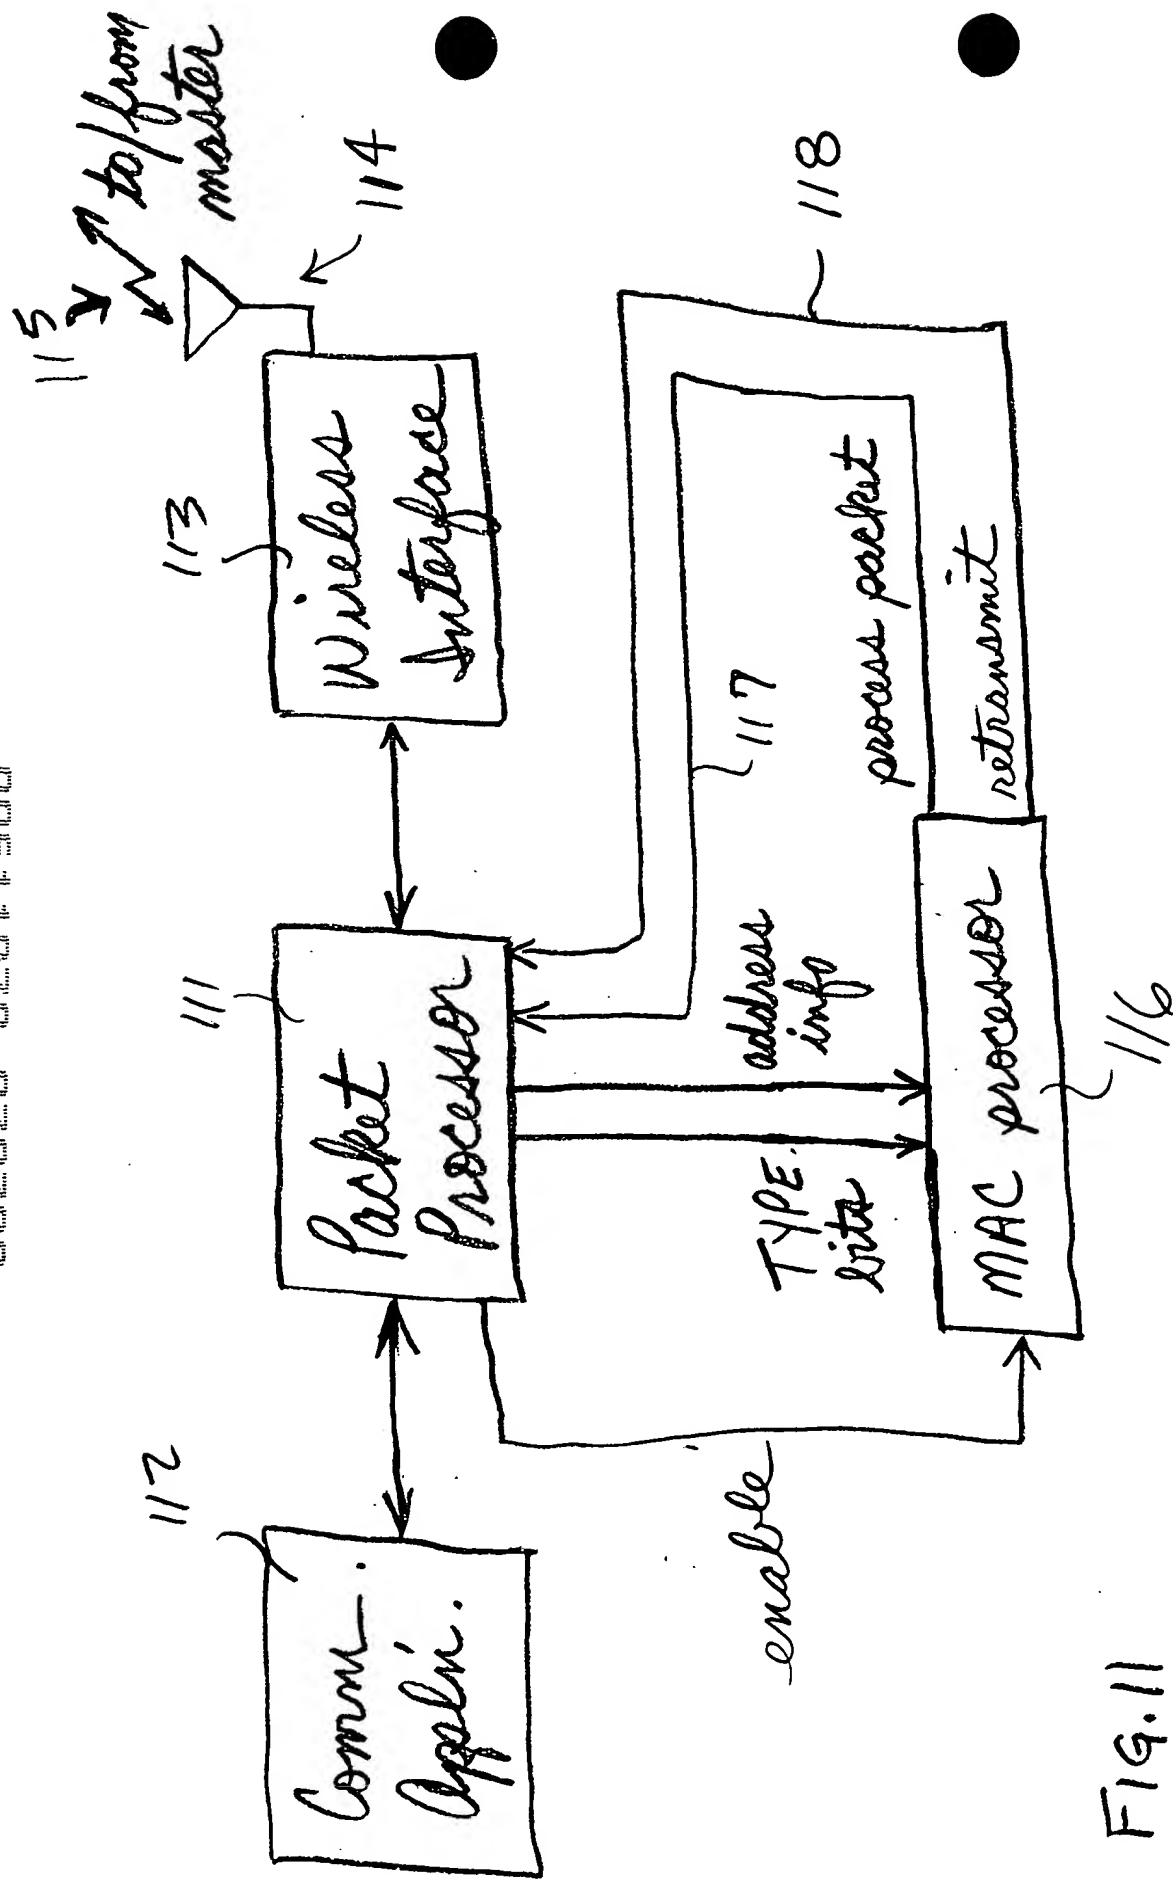 115
to/from
master
114
112
Comm.
Appl'n.
111
Packet
Processor
113
Wireless
Interface
118
117
enable
TYPE
bits
address
info
process packet
retransmit
MAC processor
116
FIG. 11